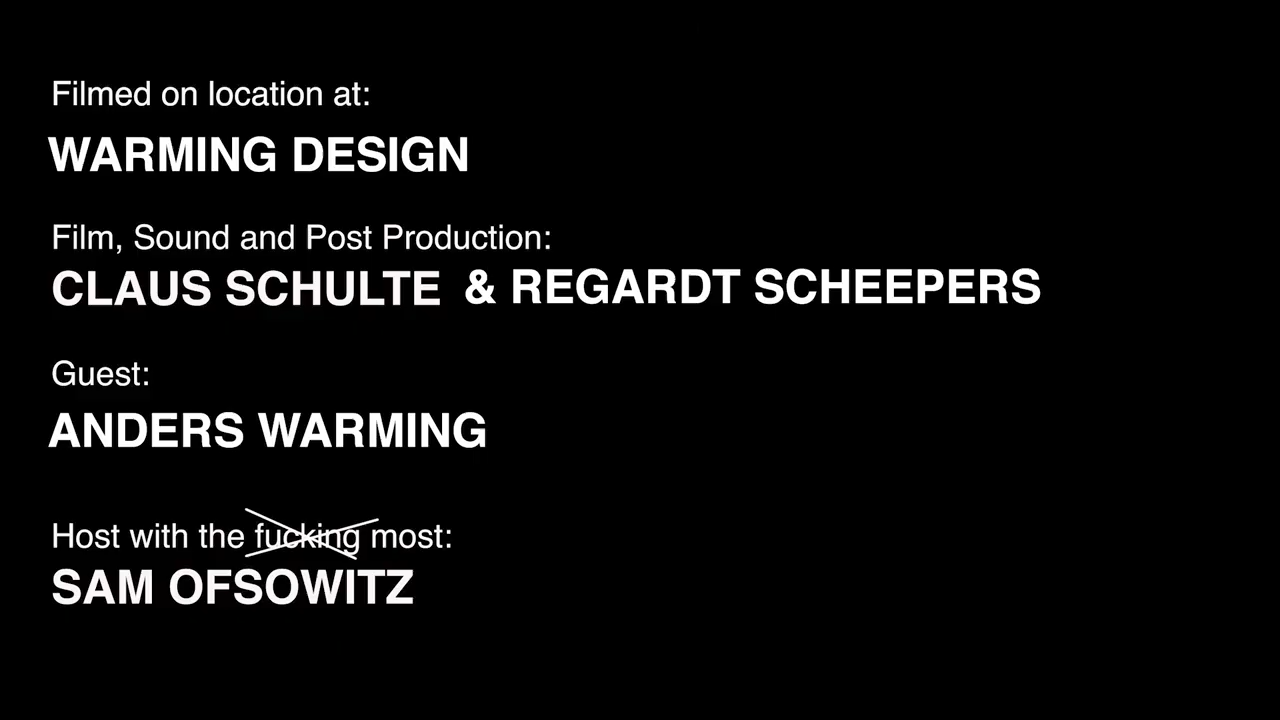 Filmed on location at:
WARMING DESIGN
Film, Sound and Post Production:
CLAUS SCHULTE & REGARDT SCHEEPERS
Guest:
ANDERS WARMING
Host with the fucking most:
SAM OFSOWITZ